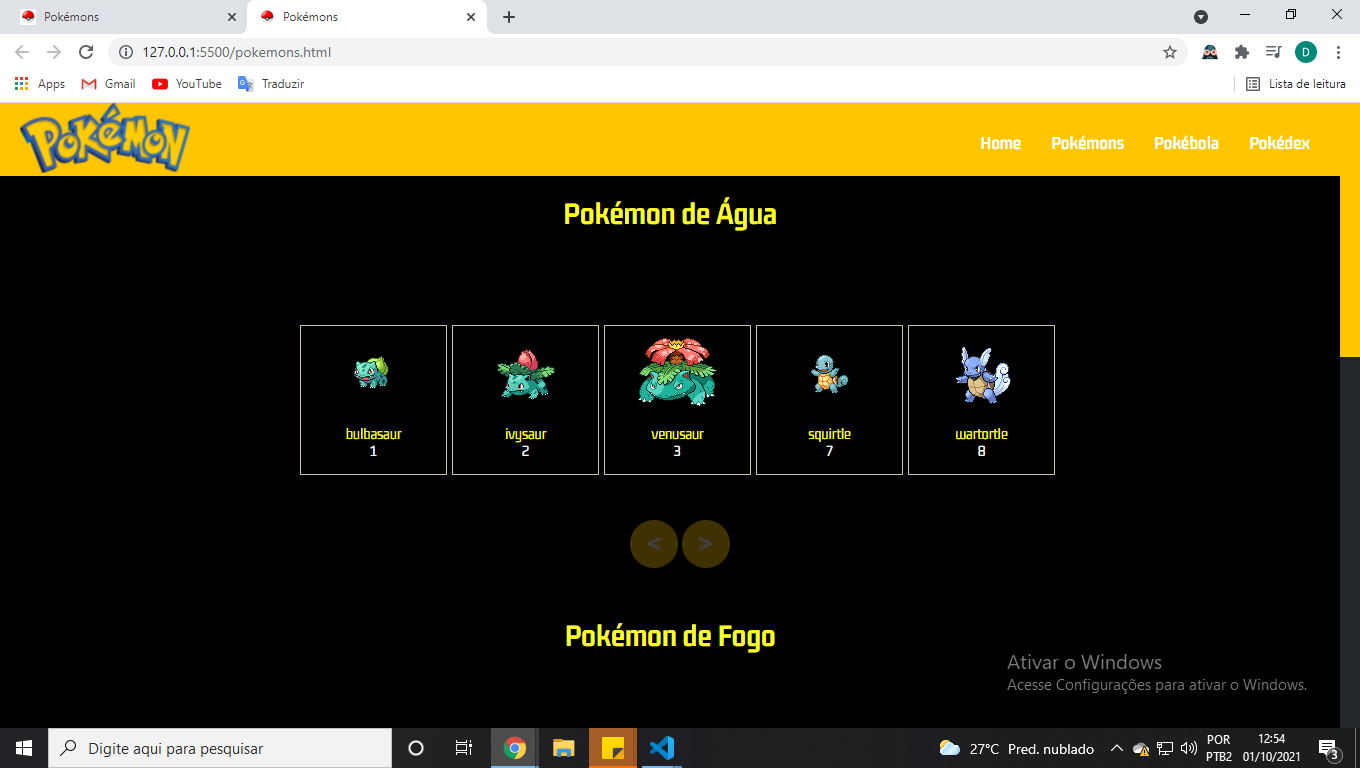 Pokémons
Pokémons
127.0.0.1:5500/pokemons.html
D
Apps
Gmail
YouTube
Traduzir
Lista de leitura
POKÉMON
Home
Pokémons
Pokébola
Pokédex
Pokémon de Água
bulbasaur
1
ivysaur
2
venusaur
3
squirtle
7
wartortle
8
<
>
Pokémon de Fogo
Ativar o Windows
Acesse Configurações para ativar o Windows.
Digite aqui para pesquisar
27°C Pred. nublado
POR
PTB2
12:54
01/10/2021
3